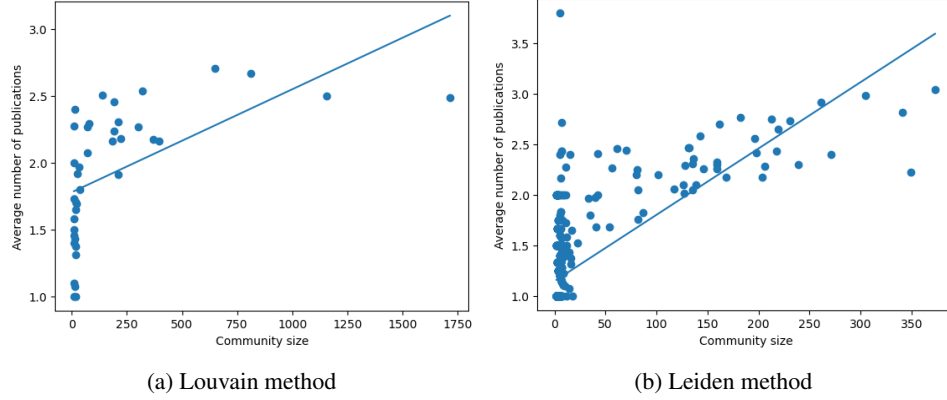 3.0
2.5
2.0
1.5
1.0
Average number of publications
0 250 500 750 1000 1250 1500 1750
Community size
(a) Louvain method
3.5
3.0
2.5
2.0
1.5
1.0
Average number of publications
0 50 100 150 200 250 300 350
Community size
(b) Leiden method